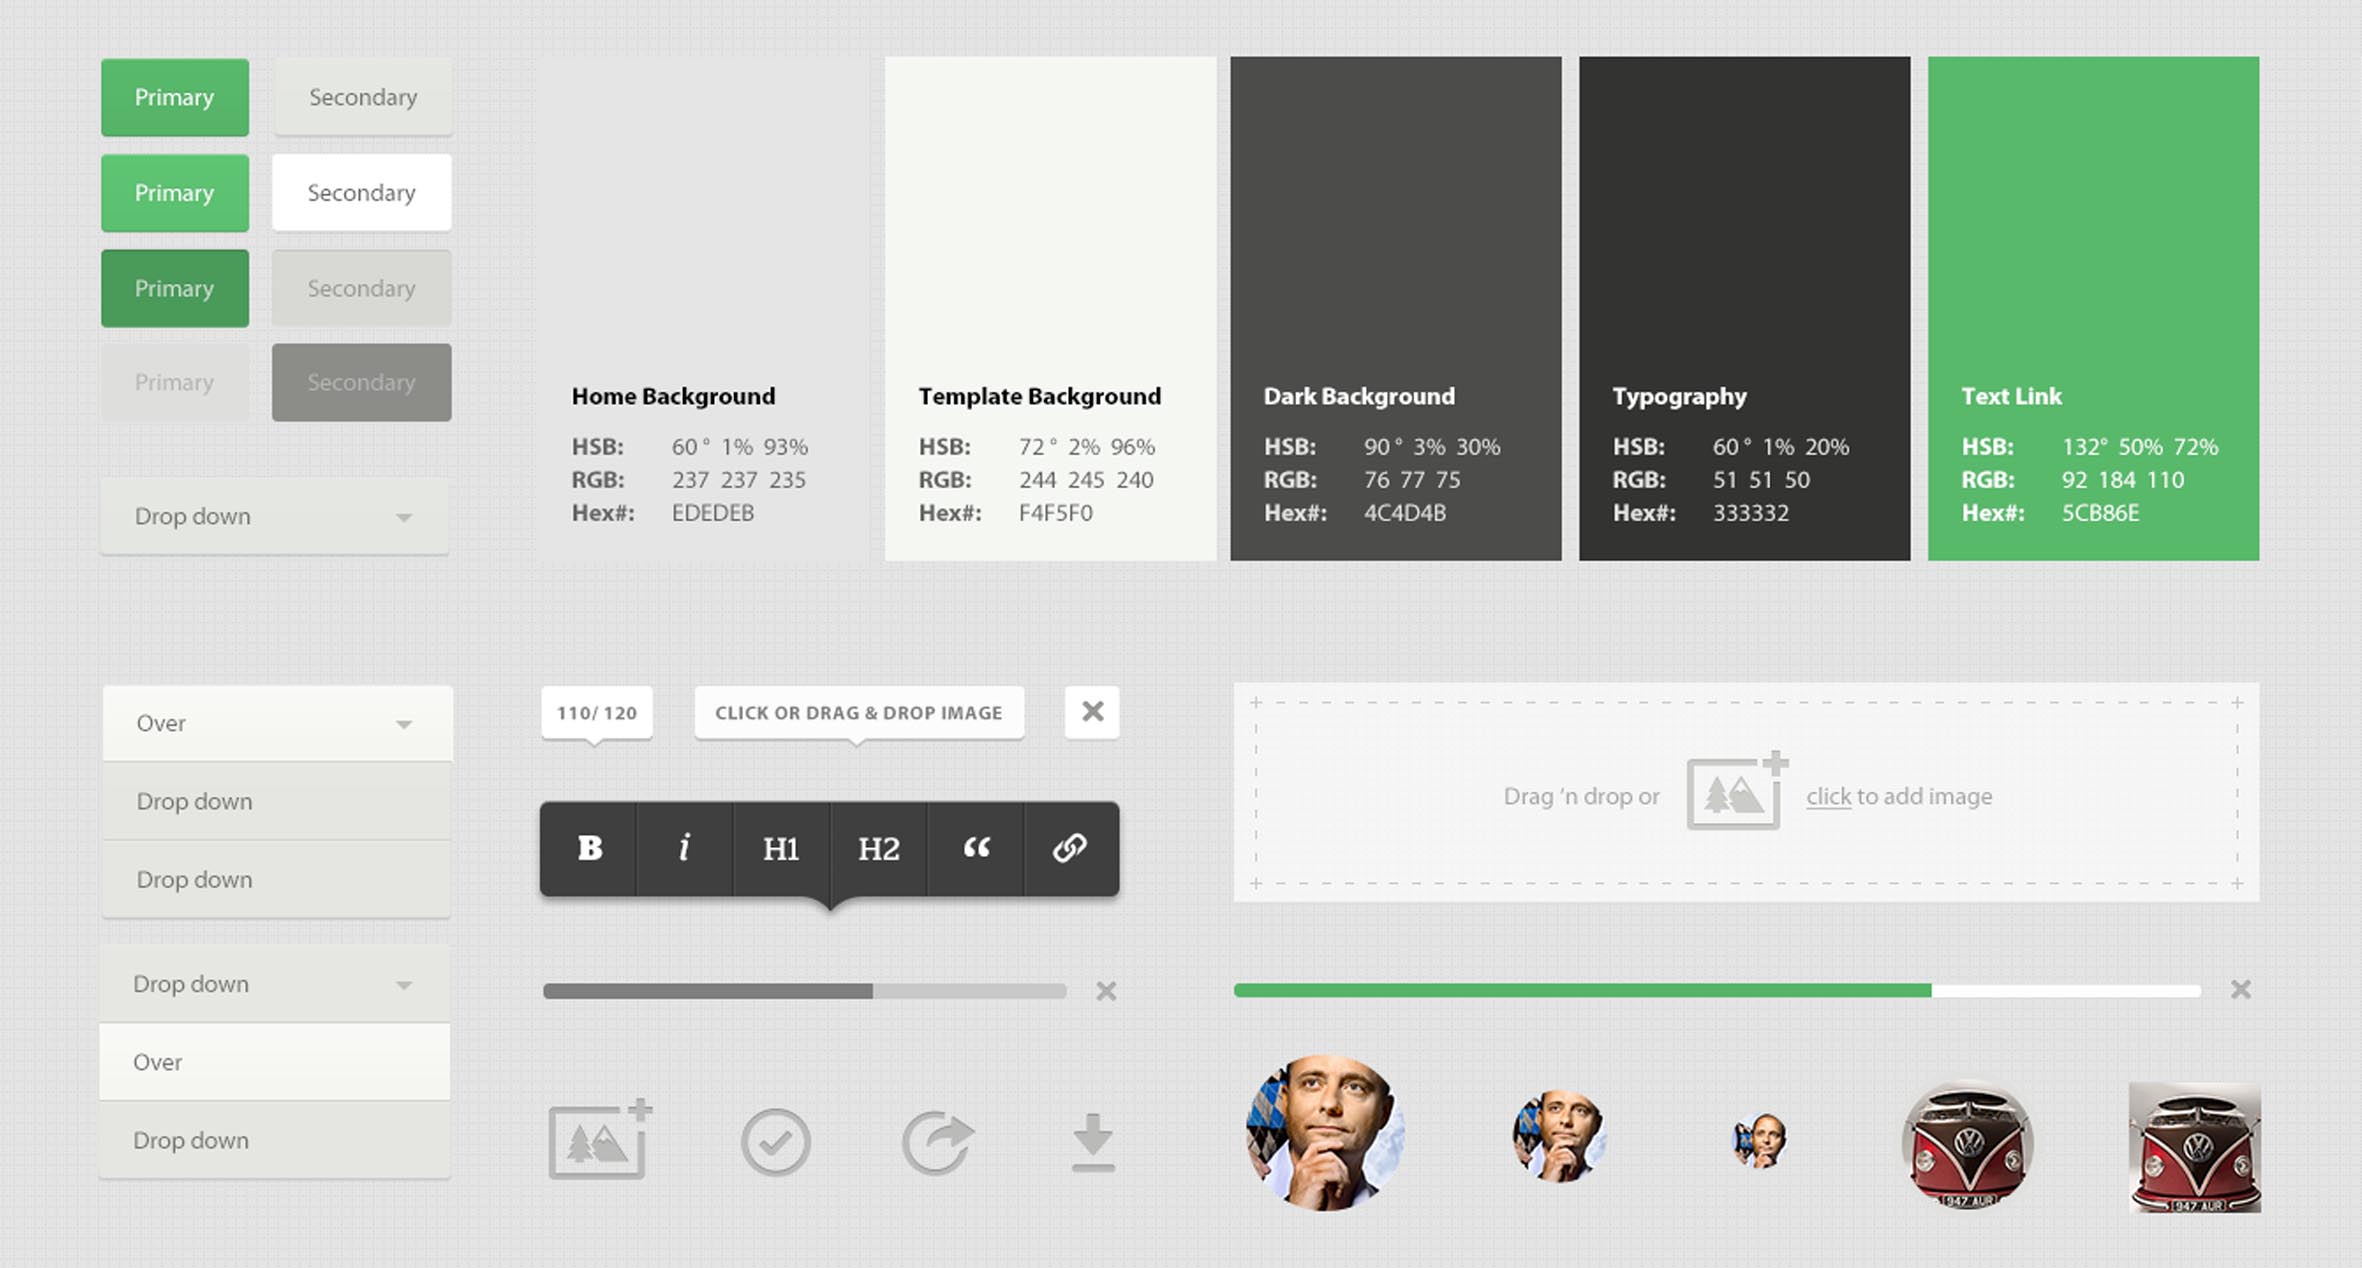 Primary
Secondary
Primary
Secondary
Primary
Secondary
Primary
Secondary
Drop down
Home Background
HSB: 60 ° 1% 93%
RGB: 237 237 235
Hex#: EDEDEB
Template Background
HSB: 72 ° 2% 96%
RGB: 244 245 240
Hex#: F4F5F0
Dark Background
HSB: 90 ° 3% 30%
RGB: 76 77 75
Hex#: 4C4D4B
Typography
HSB: 60 ° 1% 20%
RGB: 51 51 50
Hex#: 333332
Text Link
HSB: 132° 50% 72%
RGB: 92 184 110
Hex#: 5CB86E
Over
Drop down
Drop down
Drop down
Over
Drop down
110/ 120
CLICK OR DRAG & DROP IMAGE
B i H1 H2 “
Drag ‘n drop or click to add image
947 AUR
947 AUR